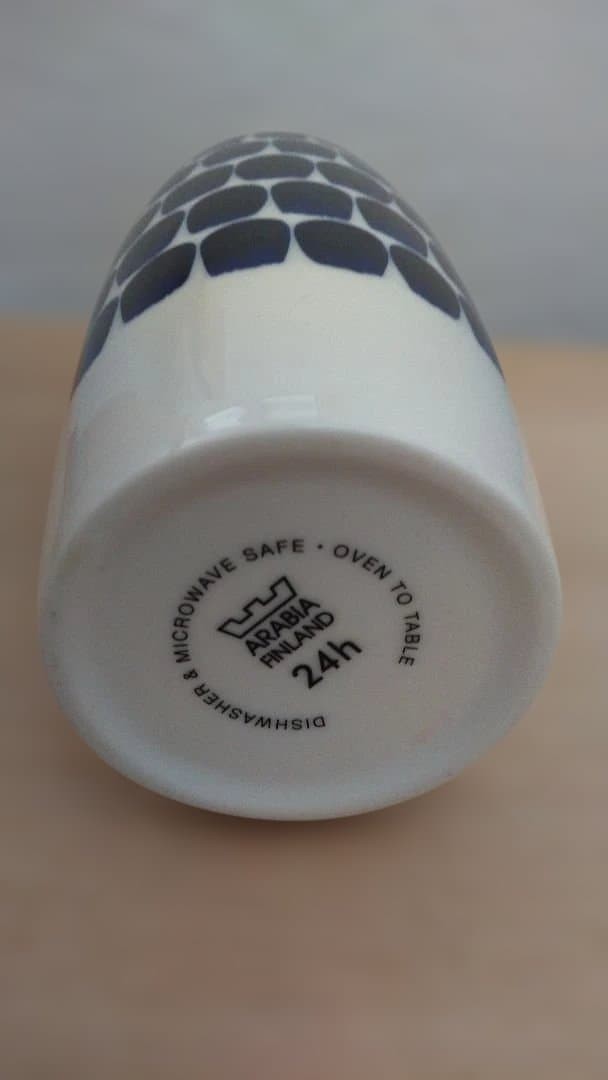 DISHWASHER & MICROWAVE SAFE · OVEN TO TABLE
ARABIA
FINLAND
24h